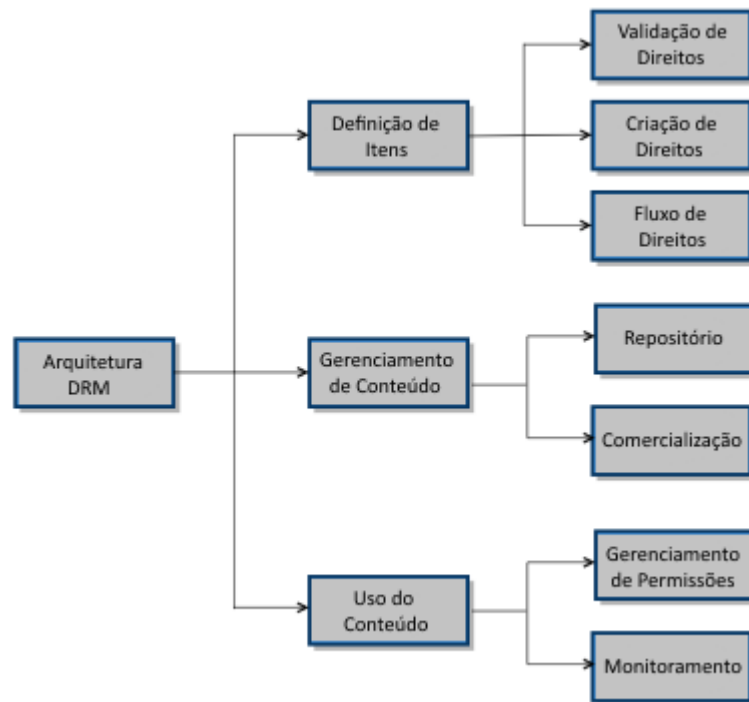 Arquitetura
DRM
Definição de
Itens
Validação de
Direitos
Criação de
Direitos
Fluxo de
Direitos
Gerenciamento
de Conteúdo
Repositório
Comercialização
Uso do
Conteúdo
Gerenciamento
de Permissões
Monitoramento